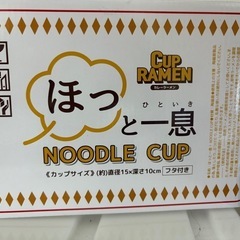 CUP
RAMEN
カレーラーメン
ほっ
と一息
ひといき
NOODLE CUP
《カップサイズ》(約)直径15×深さ10cm フタ付き